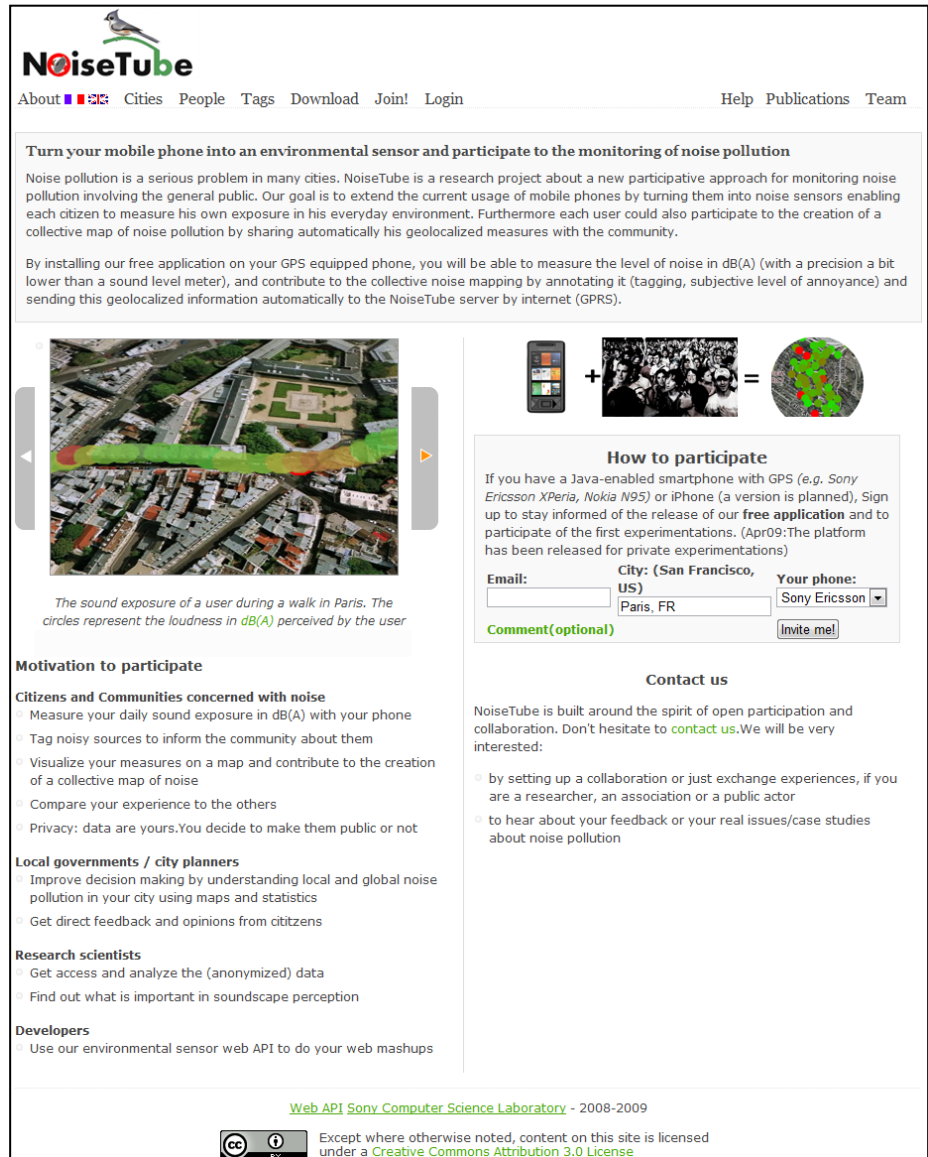 NoiseTube
About Cities People Tags Download Join! Login Help Publications Team
Turn your mobile phone into an environmental sensor and participate to the monitoring of noise pollution
Noise pollution is a serious problem in many cities. NoiseTube is a research project about a new participative approach for monitoring noise
pollution involving the general public. Our goal is to extend the current usage of mobile phones by turning them into noise sensors enabling
each citizen to measure his own exposure in his everyday environment. Furthermore each user could also participate to the creation of a
collective map of noise pollution by sharing automatically his geolocalized measures with the community.
By installing our free application on your GPS equipped phone, you will be able to measure the level of noise in dB(A) (with a precision a bit
lower than a sound level meter), and contribute to the collective noise mapping by annotating it (tagging, subjective level of annoyance) and
sending this geolocalized information automatically to the NoiseTube server by internet (GPRS).
The sound exposure of a user during a walk in Paris. The
circles represent the loudness in dB(A) perceived by the user
Motivation to participate
Citizens and Communities concerned with noise
Measure your daily sound exposure in dB(A) with your phone
Tag noisy sources to inform the community about them
Visualize your measures on a map and contribute to the creation
of a collective map of noise
Compare your experience to the others
Privacy: data are yours.You decide to make them public or not
Local governments / city planners
Improve decision making by understanding local and global noise
pollution in your city using maps and statistics
Get direct feedback and opinions from cititzens
Research scientists
Get access and analyze the (anonymized) data
Find out what is important in soundscape perception
Developers
Use our environmental sensor web API to do your web mashups
+ =
How to participate
If you have a Java-enabled smartphone with GPS (e.g. Sony
Ericsson XPeria, Nokia N95) or iPhone (a version is planned), Sign
up to stay informed of the release of our free application and to
participate of the first experimentations. (Apr09:The platform
has been released for private experimentations)
Email: City: (San Francisco, US) Your phone:
Paris, FR Sony Ericsson
Comment(optional) Invite me!
Contact us
NoiseTube is built around the spirit of open participation and
collaboration. Don't hesitate to contact us.We will be very
interested:
by setting up a collaboration or just exchange experiences, if you
are a researcher, an association or a public actor
to hear about your feedback or your real issues/case studies
about noise pollution
Web API Sony Computer Science Laboratory - 2008-2009
cc BY
Except where otherwise noted, content on this site is licensed
under a Creative Commons Attribution 3.0 License